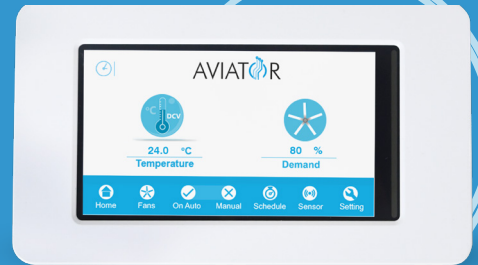 AVIATOR
°C DCV
24.0 °C 80 %
Temperature Demand
Home Fans On Auto Manual Schedule Sensor Setting